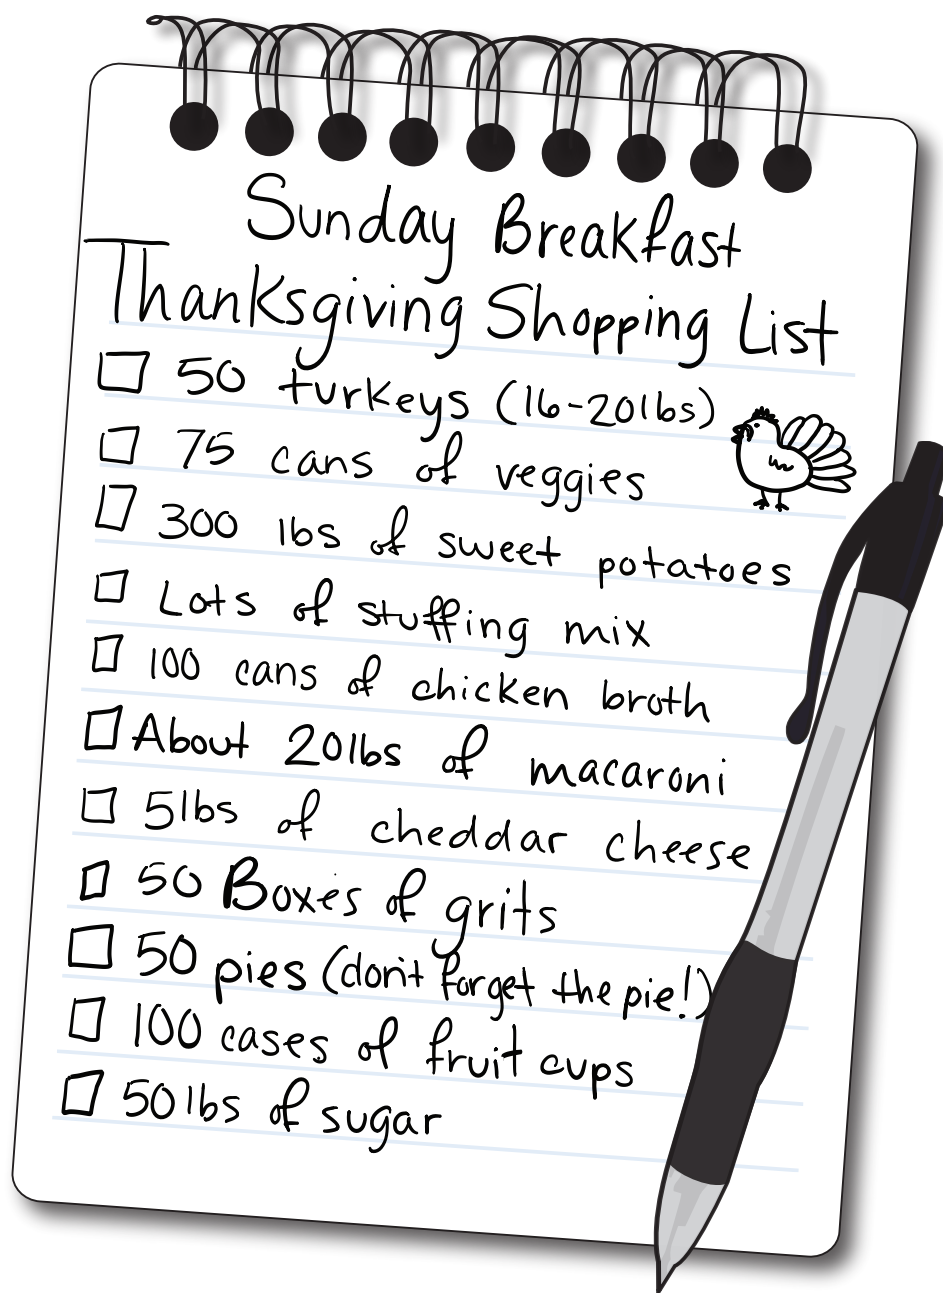 Sunday Breakfast
Thanksgiving Shopping List
50 turkeys (16-20lbs)
75 cans of veggies
300 lbs of sweet potatoes
Lots of stuffing mix
100 cans of chicken broth
About 20lbs of macaroni
5lbs of cheddar cheese
50 Boxes of grits
50 pies (don't forget the pie!)
100 cases of fruit cups
50lbs of sugar